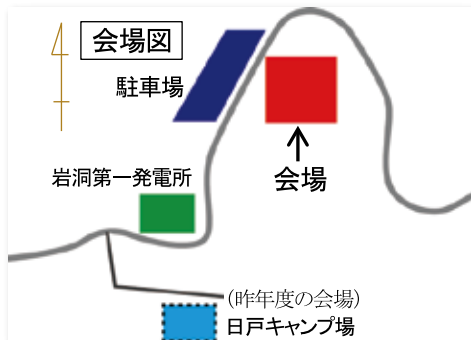 会場図
駐車場
会場
岩洞第一発電所
(昨年度の会場)
日戸キャンプ場